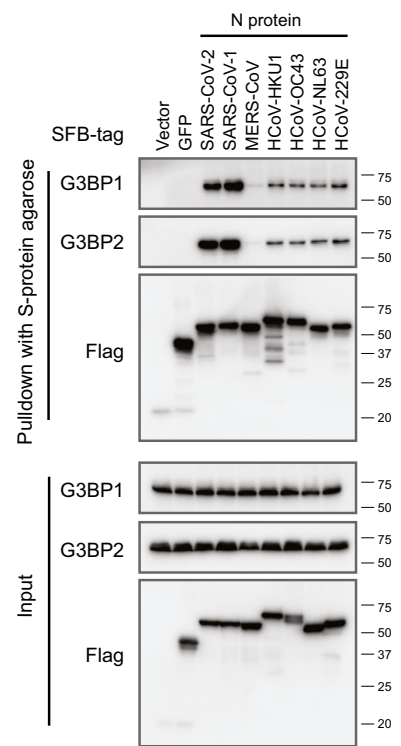 N protein
SFB-tag
Vector
GFP
SARS-CoV-2
SARS-CoV-1
MERS-CoV
HCoV-HKU1
HCoV-OC43
HCoV-NL63
HCoV-229E
Pulldown with S-protein agarose
G3BP1
75
50
G3BP2
75
50
Flag
75
50
37
25
20
Input
G3BP1
75
50
G3BP2
75
50
Flag
75
50
37
25
20